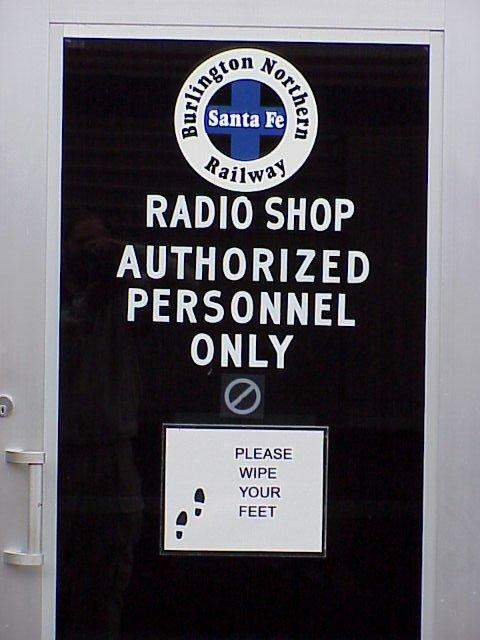 Burlington Northern
Santa Fe
Railway
RADIO SHOP
AUTHORIZED
PERSONNEL
ONLY
PLEASE
WIPE
YOUR
FEET